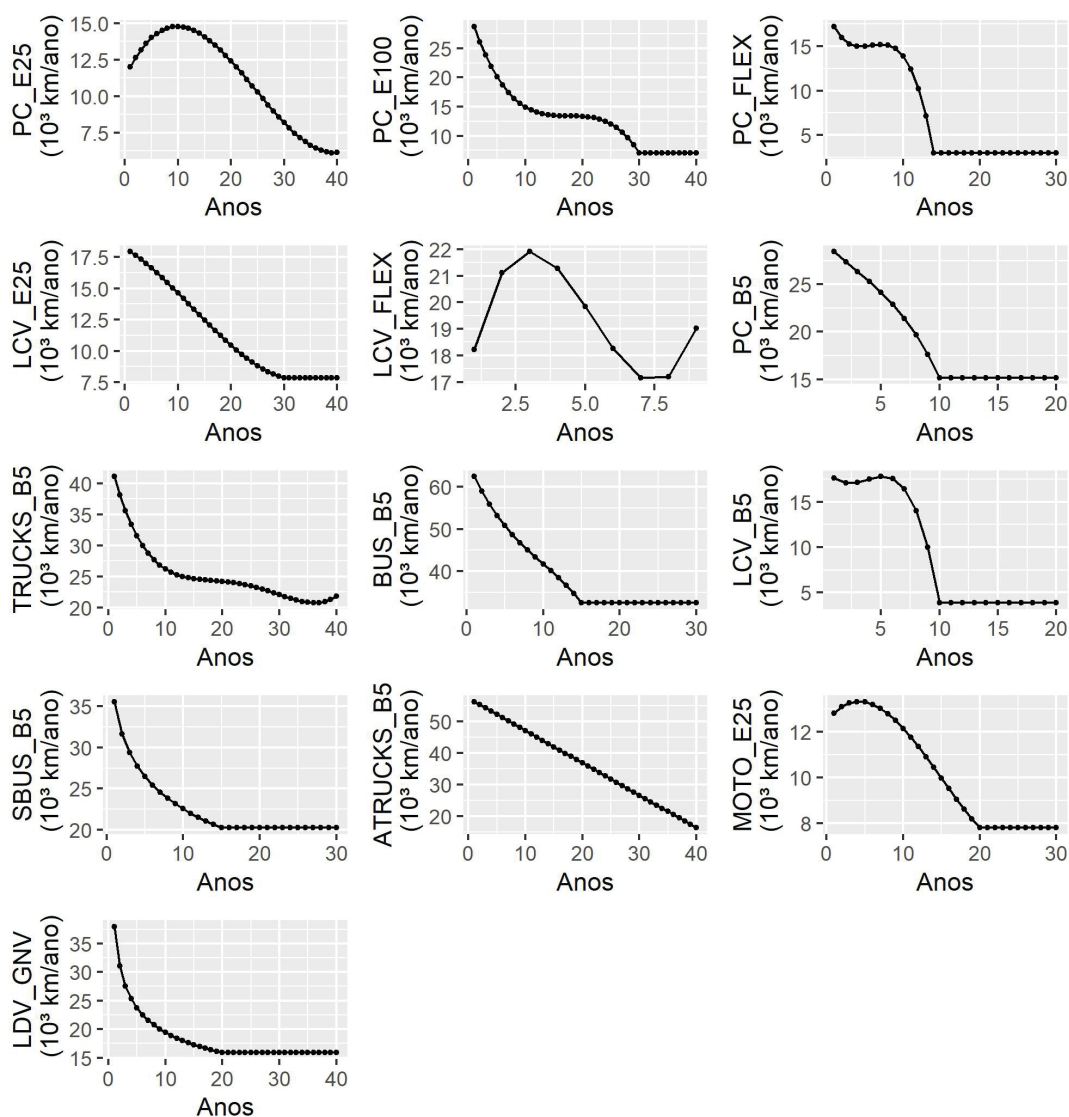 PC_E25
(10³ km/ano)
15.0
12.5
10.0
7.5
0 10 20 30 40
Anos
PC_E100
(10³ km/ano)
25
20
15
10
0 10 20 30 40
Anos
PC_FLEX
(10³ km/ano)
15
10
5
0 10 20 30
Anos
LCV_E25
(10³ km/ano)
17.5
15.0
12.5
10.0
7.5
0 10 20 30 40
Anos
LCV_FLEX
(10³ km/ano)
22
21
20
19
18
17
2.5 5.0 7.5
Anos
PC_B5
(10³ km/ano)
25
20
15
5 10 15 20
Anos
TRUCKS_B5
(10³ km/ano)
40
35
30
25
20
0 10 20 30 40
Anos
BUS_B5
(10³ km/ano)
60
50
40
0 10 20 30
Anos
LCV_B5
(10³ km/ano)
15
10
5
5 10 15 20
Anos
SBUS_B5
(10³ km/ano)
35
30
25
20
0 10 20 30
Anos
ATRUCKS_B5
(10³ km/ano)
50
40
30
20
0 10 20 30 40
Anos
MOTO_E25
(10³ km/ano)
12
10
8
0 10 20 30
Anos
LDV_GNV
(10³ km/ano)
35
30
25
20
15
0 10 20 30 40
Anos